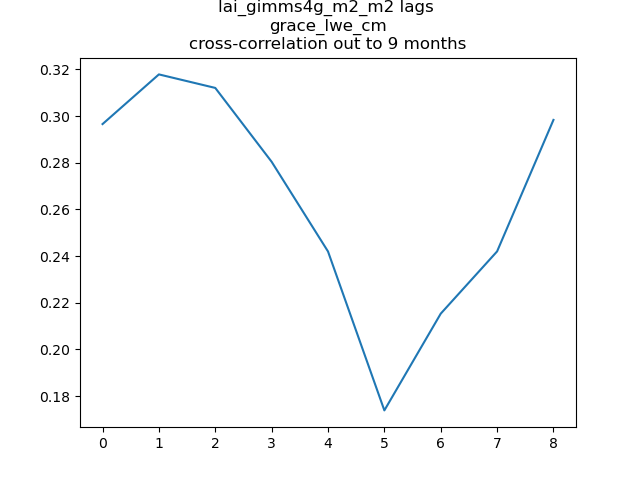 lai_gimms4g_m2_m2 lags
grace_lwe_cm
cross-correlation out to 9 months
0.32
0.30
0.28
0.26
0.24
0.22
0.20
0.18
0 1 2 3 4 5 6 7 8